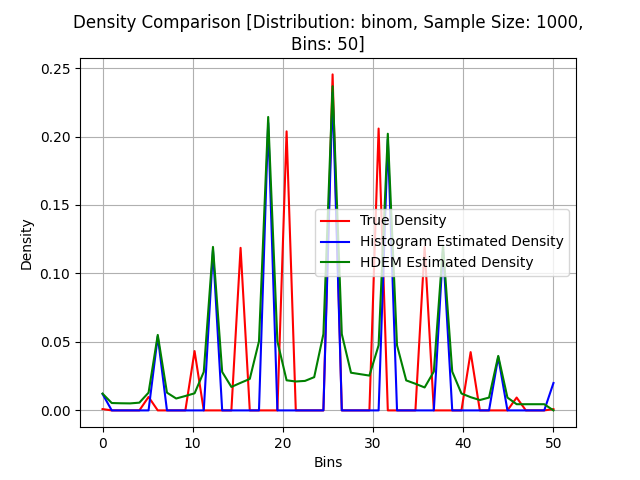 Density Comparison [Distribution: binom, Sample Size: 1000,
Bins: 50]
0.25
0.20
0.15
0.10
0.05
0.00
Density
True Density
Histogram Estimated Density
HDEM Estimated Density
0 10 20 30 40 50
Bins